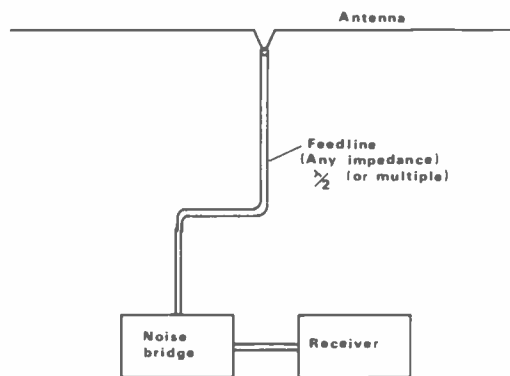 Antenna
Feedline
(Any impedance)
λ/2 (or multiple)
Noise
bridge
Receiver